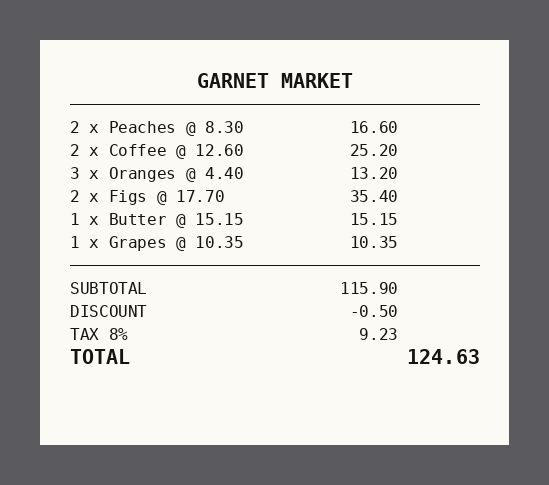 GARNET MARKET
2 x Peaches @ 8.30 16.60
2 x Coffee @ 12.60 25.20
3 x Oranges @ 4.40 13.20
2 x Figs @ 17.70 35.40
1 x Butter @ 15.15 15.15
1 x Grapes @ 10.35 10.35
SUBTOTAL 115.90
DISCOUNT -0.50
TAX 8% 9.23
TOTAL 124.63